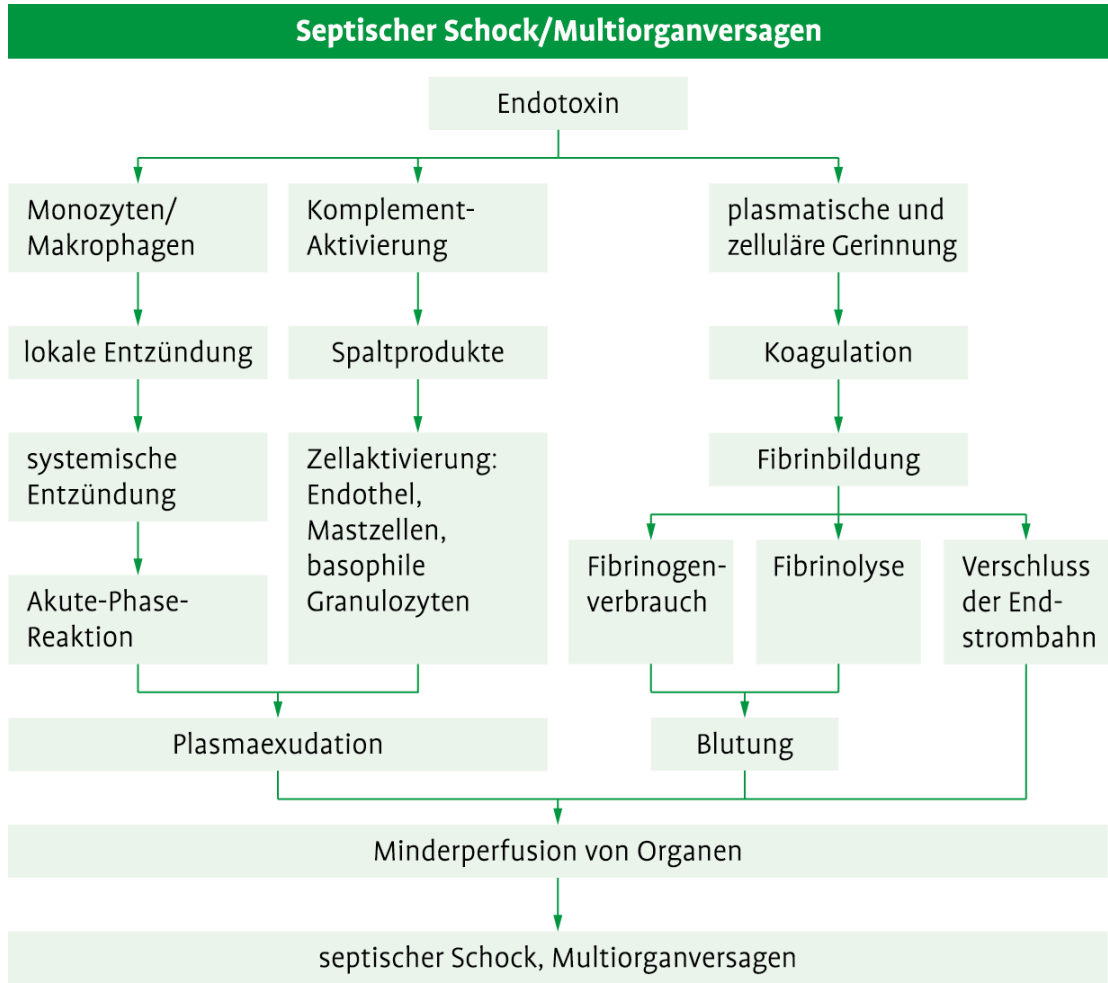 Septischer Schock/Multiorganversagen
Endotoxin
Monozyten/
Makrophagen
Komplement-
Aktivierung
plasmatische und
zelluläre Gerinnung
lokale Entzündung
Spaltprodukte
Koagulation
systemische
Entzündung
Zellaktivierung:
Endothel,
Mastzellen,
basophile
Granulozyten
Fibrinbildung
Akute-Phase-
Reaktion
Fibrinogen-
verbrauch
Fibrinolyse
Verschluss
der End-
strombahn
Plasmaexudation
Blutung
Minderperfusion von Organen
septischer Schock, Multiorganversagen